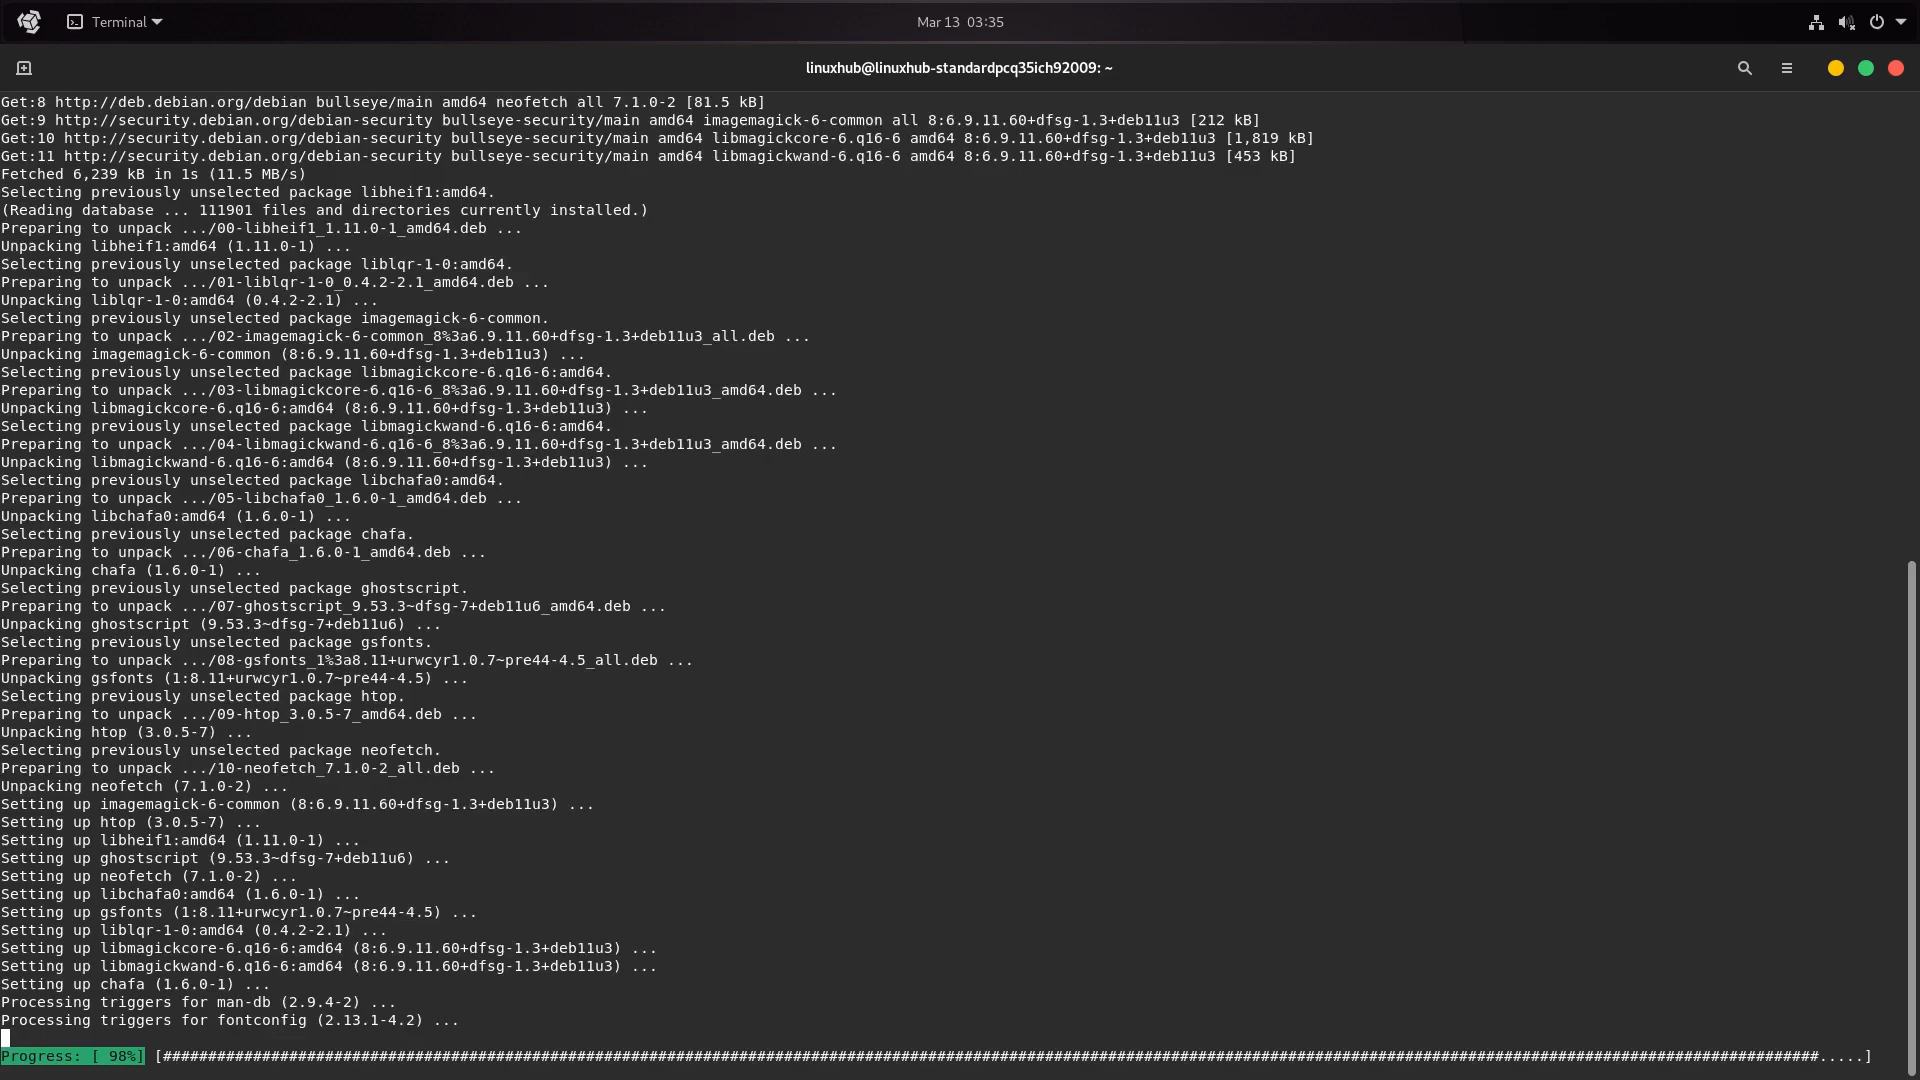 Terminal
Mar 13 03:35
linuxhub@linuxhub-standardpcq35ich92009: ~
Get:8 http://deb.debian.org/debian bullseye/main amd64 neofetch all 7.1.0-2 [81.5 kB]
Get:9 http://security.debian.org/debian-security bullseye-security/main amd64 imagemagick-6-common all 8:6.9.11.60+dfsg-1.3+deb11u3 [212 kB]
Get:10 http://security.debian.org/debian-security bullseye-security/main amd64 libmagickcore-6.q16-6 amd64 8:6.9.11.60+dfsg-1.3+deb11u3 [1,819 kB]
Get:11 http://security.debian.org/debian-security bullseye-security/main amd64 libmagickwand-6.q16-6 amd64 8:6.9.11.60+dfsg-1.3+deb11u3 [453 kB]
Fetched 6,239 kB in 1s (11.5 MB/s)
Selecting previously unselected package libheif1:amd64.
(Reading database ... 111901 files and directories currently installed.)
Preparing to unpack .../00-libheif1_1.11.0-1_amd64.deb ...
Unpacking libheif1:amd64 (1.11.0-1) ...
Selecting previously unselected package liblqr-1-0:amd64.
Preparing to unpack .../01-liblqr-1-0_0.4.2-2.1_amd64.deb ...
Unpacking liblqr-1-0:amd64 (0.4.2-2.1) ...
Selecting previously unselected package imagemagick-6-common.
Preparing to unpack .../02-imagemagick-6-common_8%3a6.9.11.60+dfsg-1.3+deb11u3_all.deb ...
Unpacking imagemagick-6-common (8:6.9.11.60+dfsg-1.3+deb11u3) ...
Selecting previously unselected package libmagickcore-6.q16-6:amd64.
Preparing to unpack .../03-libmagickcore-6.q16-6_8%3a6.9.11.60+dfsg-1.3+deb11u3_amd64.deb ...
Unpacking libmagickcore-6.q16-6:amd64 (8:6.9.11.60+dfsg-1.3+deb11u3) ...
Selecting previously unselected package libmagickwand-6.q16-6:amd64.
Preparing to unpack .../04-libmagickwand-6.q16-6_8%3a6.9.11.60+dfsg-1.3+deb11u3_amd64.deb ...
Unpacking libmagickwand-6.q16-6:amd64 (8:6.9.11.60+dfsg-1.3+deb11u3) ...
Selecting previously unselected package libchafa0:amd64.
Preparing to unpack .../05-libchafa0_1.6.0-1_amd64.deb ...
Unpacking libchafa0:amd64 (1.6.0-1) ...
Selecting previously unselected package chafa.
Preparing to unpack .../06-chafa_1.6.0-1_amd64.deb ...
Unpacking chafa (1.6.0-1) ...
Selecting previously unselected package ghostscript.
Preparing to unpack .../07-ghostscript_9.53.3~dfsg-7+deb11u6_amd64.deb ...
Unpacking ghostscript (9.53.3~dfsg-7+deb11u6) ...
Selecting previously unselected package gsfonts.
Preparing to unpack .../08-gsfonts_1%3a8.11+urwcyr1.0.7~pre44-4.5_all.deb ...
Unpacking gsfonts (1:8.11+urwcyr1.0.7~pre44-4.5) ...
Selecting previously unselected package htop.
Preparing to unpack .../09-htop_3.0.5-7_amd64.deb ...
Unpacking htop (3.0.5-7) ...
Selecting previously unselected package neofetch.
Preparing to unpack .../10-neofetch_7.1.0-2_all.deb ...
Unpacking neofetch (7.1.0-2) ...
Setting up imagemagick-6-common (8:6.9.11.60+dfsg-1.3+deb11u3) ...
Setting up htop (3.0.5-7) ...
Setting up libheif1:amd64 (1.11.0-1) ...
Setting up ghostscript (9.53.3~dfsg-7+deb11u6) ...
Setting up neofetch (7.1.0-2) ...
Setting up libchafa0:amd64 (1.6.0-1) ...
Setting up gsfonts (1:8.11+urwcyr1.0.7~pre44-4.5) ...
Setting up liblqr-1-0:amd64 (0.4.2-2.1) ...
Setting up libmagickcore-6.q16-6:amd64 (8:6.9.11.60+dfsg-1.3+deb11u3) ...
Setting up libmagickwand-6.q16-6:amd64 (8:6.9.11.60+dfsg-1.3+deb11u3) ...
Setting up chafa (1.6.0-1) ...
Processing triggers for man-db (2.9.4-2) ...
Processing triggers for fontconfig (2.13.1-4.2) ...
Progress: [ 98%] [########################################################################################################################################################################################.....]